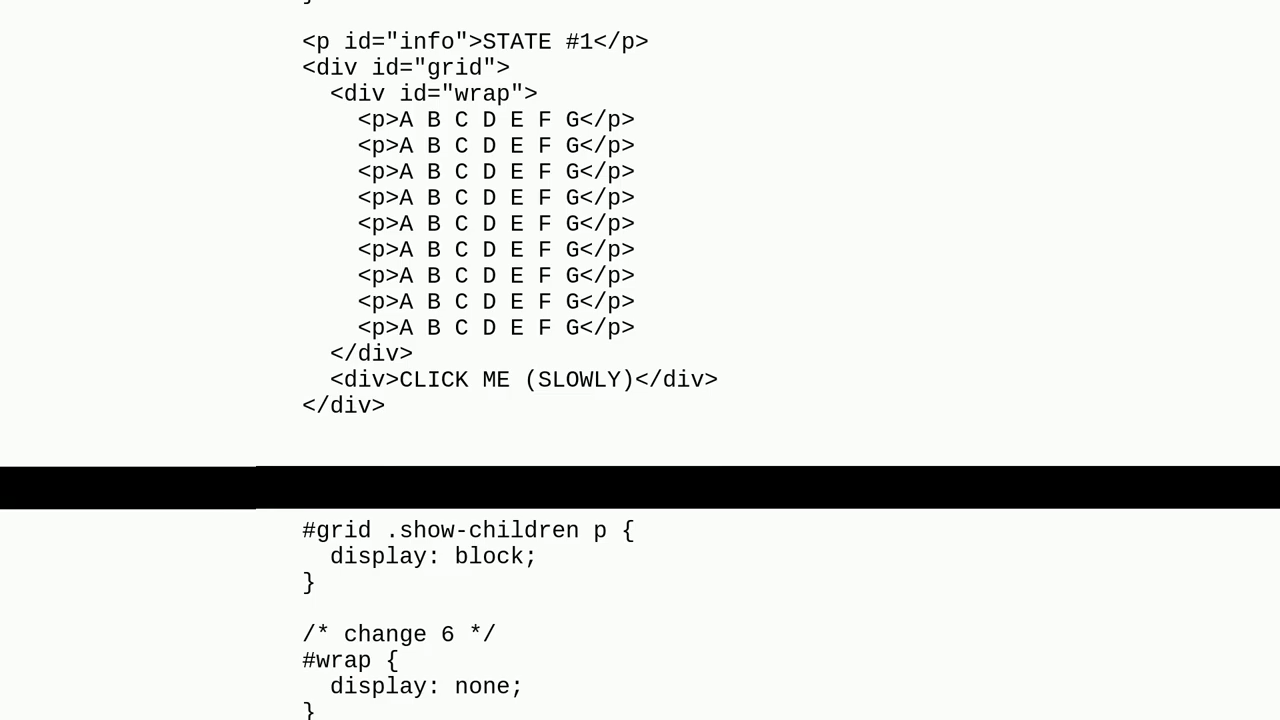 <p id="info">STATE #1</p>
<div id="grid">
  <div id="wrap">
    <p>A B C D E F G</p>
    <p>A B C D E F G</p>
    <p>A B C D E F G</p>
    <p>A B C D E F G</p>
    <p>A B C D E F G</p>
    <p>A B C D E F G</p>
    <p>A B C D E F G</p>
    <p>A B C D E F G</p>
    <p>A B C D E F G</p>
  </div>
  <div>CLICK ME (SLOWLY)</div>
</div>
#grid .show-children p {
  display: block;
}
/* change 6 */
#wrap {
  display: none;
}